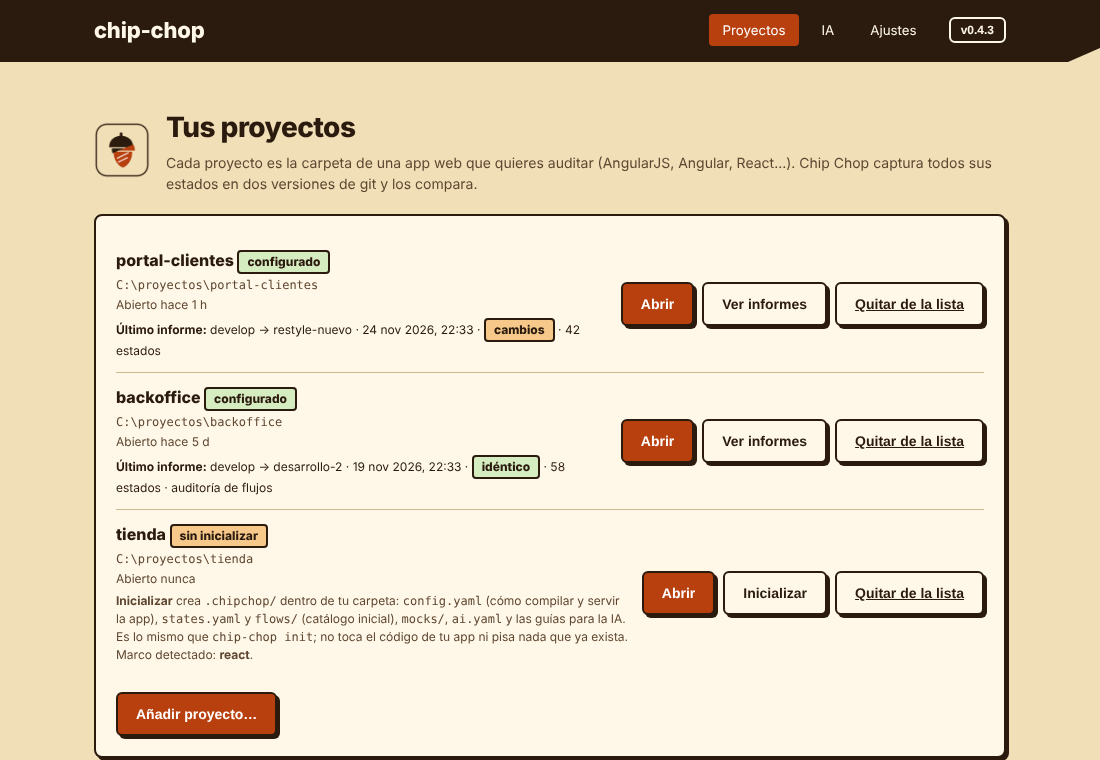 chip-chop
Proyectos
IA
Ajustes
v0.4.3
Tus proyectos
Cada proyecto es la carpeta de una app web que quieres auditar (AngularJS, Angular, React...). Chip Chop captura todos sus
estados en dos versiones de git y los compara.
portal-clientes configurado
C:\proyectos\portal-clientes
Abierto hace 1 h
Último informe: develop → restyle-nuevo · 24 nov 2026, 22:33 · cambios · 42
estados
Abrir
Ver informes
Quitar de la lista
backoffice configurado
C:\proyectos\backoffice
Abierto hace 5 d
Último informe: develop → desarrollo-2 · 19 nov 2026, 22:33 · idéntico · 58
estados · auditoría de flujos
Abrir
Ver informes
Quitar de la lista
tienda sin inicializar
C:\proyectos\tienda
Abierto nunca
Inicializar crea .chipchop/ dentro de tu carpeta: config.yaml (cómo compilar y servir
la app), states.yaml y flows/ (catálogo inicial), mocks/, ai.yaml y las guías para la IA.
Es lo mismo que chip-chop init; no toca el código de tu app ni pisa nada que ya exista.
Marco detectado: react.
Abrir
Inicializar
Quitar de la lista
Añadir proyecto...